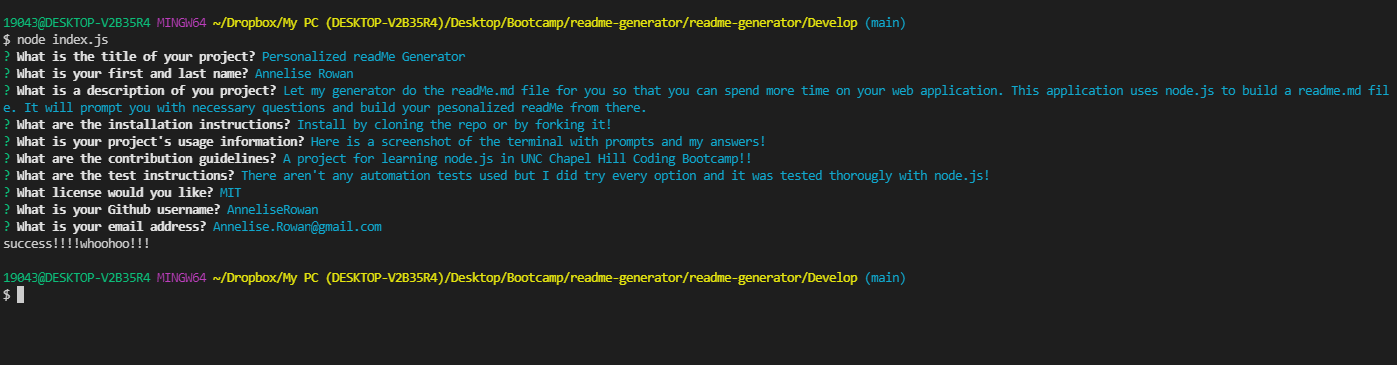 19043@DESKTOP-V2B35R4 MINGW64 ~/Dropbox/My PC (DESKTOP-V2B35R4)/Desktop/Bootcamp/readme-generator/readme-generator/Develop (main)
$ node index.js
? What is the title of your project? Personalized readMe Generator
? What is your first and last name? Annelise Rowan
? What is a description of you project? Let my generator do the readMe.md file for you so that you can spend more time on your web application. This application uses node.js to build a readme.md fil
e. It will prompt you with necessary questions and build your pesonalized readMe from there.
? What are the installation instructions? Install by cloning the repo or by forking it!
? What is your project's usage information? Here is a screenshot of the terminal with prompts and my answers!
? What are the contribution guidelines? A project for learning node.js in UNC Chapel Hill Coding Bootcamp!!
? What are the test instructions? There aren't any automation tests used but I did try every option and it was tested thorougly with node.js!
? What license would you like? MIT
? What is your Github username? AnneliseRowan
? What is your email address? Annelise.Rowan@gmail.com
success!!!!whoohoo!!!
19043@DESKTOP-V2B35R4 MINGW64 ~/Dropbox/My PC (DESKTOP-V2B35R4)/Desktop/Bootcamp/readme-generator/readme-generator/Develop (main)
$